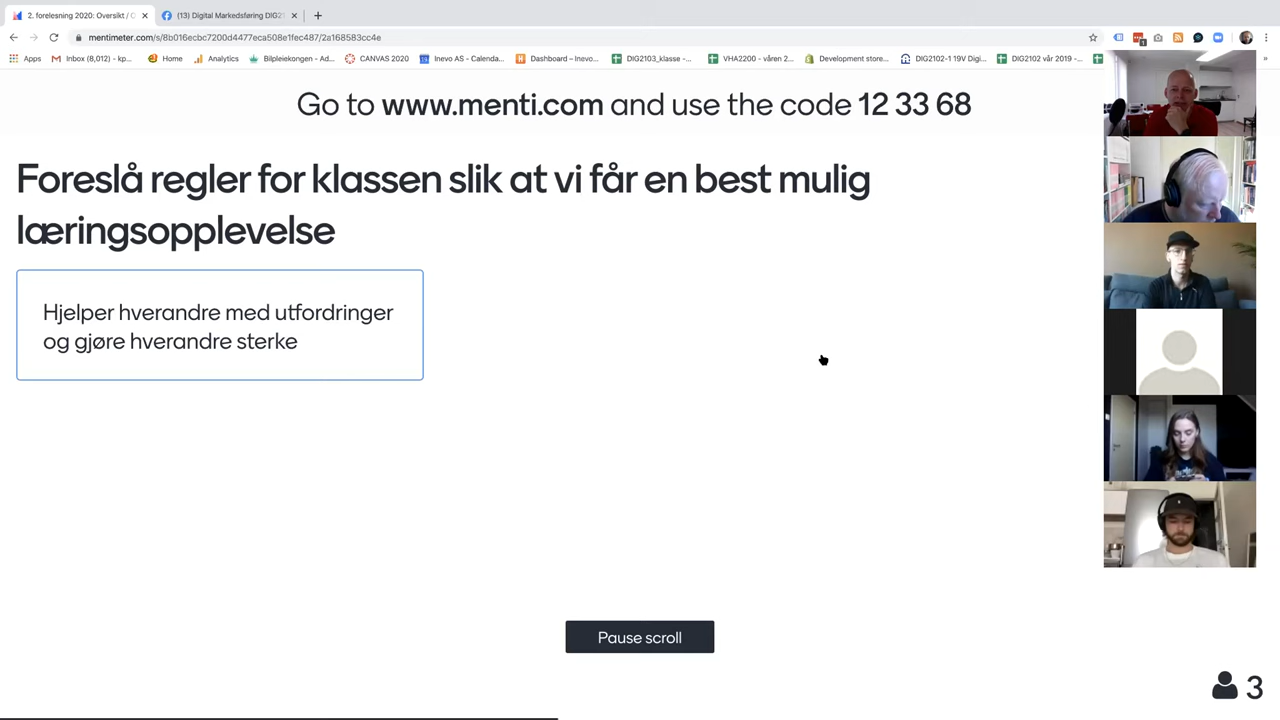 2. forelesning 2020: Oversikt / O
(13) Digital Markedsføring DIG2
mentimeter.com/s/8b016ecbc7200d4477eca508e1fec487/2a168583cc4e
Apps
Inbox (8,012) - kp...
Home
Analytics
Bilpleiekongen - Ad...
CANVAS 2020
Inevo AS - Calenda...
Dashboard – Inevo...
DIG2103_klasse -...
VHA2200 - våren 2...
Development store...
DIG2102-1 19V Digi...
DIG2102 vår 2019 -...
»
Go to www.menti.com and use the code 12 33 68
Foreslå regler for klassen slik at vi får en best mulig
læringsopplevelse
Hjelper hverandre med utfordringer
og gjøre hverandre sterke
Pause scroll
3